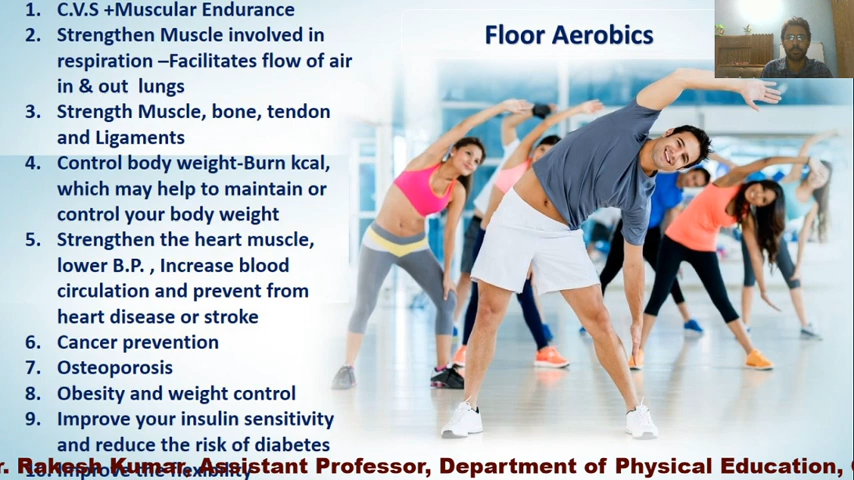 1. C.V.S +Muscular Endurance
2. Strengthen Muscle involved in
respiration –Facilitates flow of air
in & out lungs
3. Strength Muscle, bone, tendon
and Ligaments
4. Control body weight-Burn kcal,
which may help to maintain or
control your body weight
5. Strengthen the heart muscle,
lower B.P. , Increase blood
circulation and prevent from
heart disease or stroke
6. Cancer prevention
7. Osteoporosis
8. Obesity and weight control
9. Improve your insulin sensitivity
and reduce the risk of diabetes
10. Improve the flexibility
Floor Aerobics
r. Rakesh Kumar, Assistant Professor, Department of Physical Education,